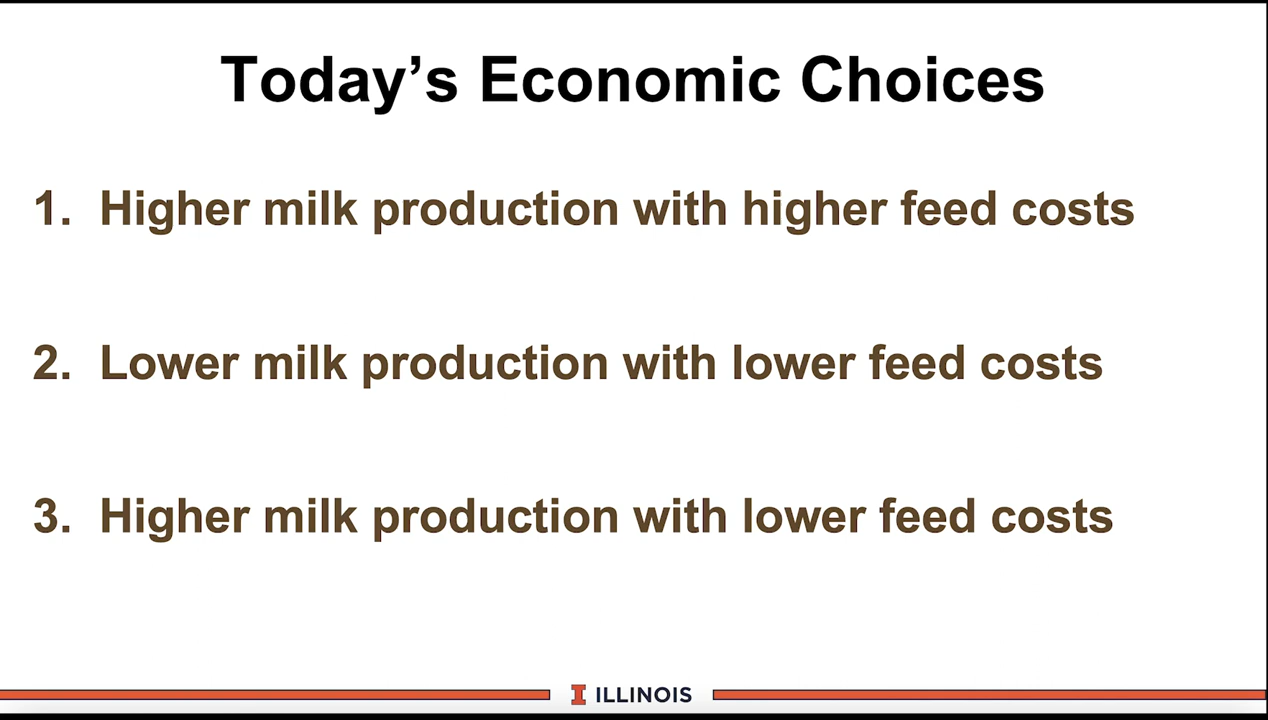 Today’s Economic Choices
1. Higher milk production with higher feed costs
2. Lower milk production with lower feed costs
3. Higher milk production with lower feed costs
I ILLINOIS